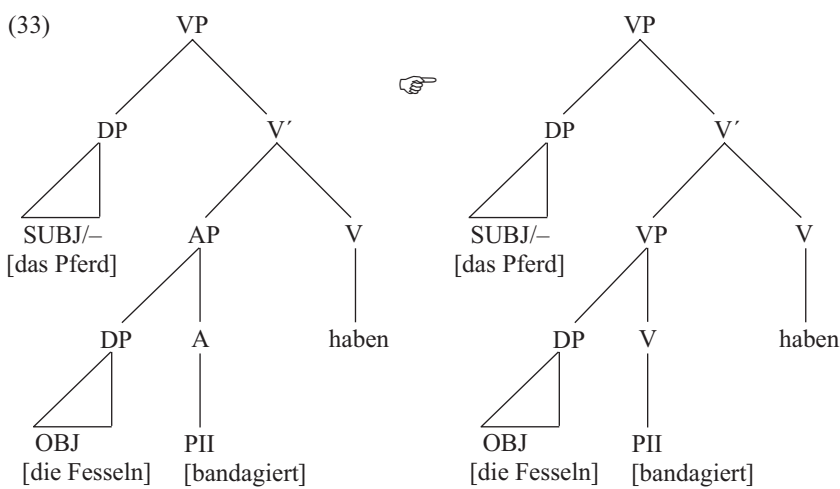 (33) VP ☞ VP
DP V´ DP V´
SUBJ/– AP V SUBJ/– VP V
[das Pferd] [das Pferd]
DP A haben DP V haben
OBJ PII OBJ PII
[die Fesseln] [bandagiert] [die Fesseln] [bandagiert]